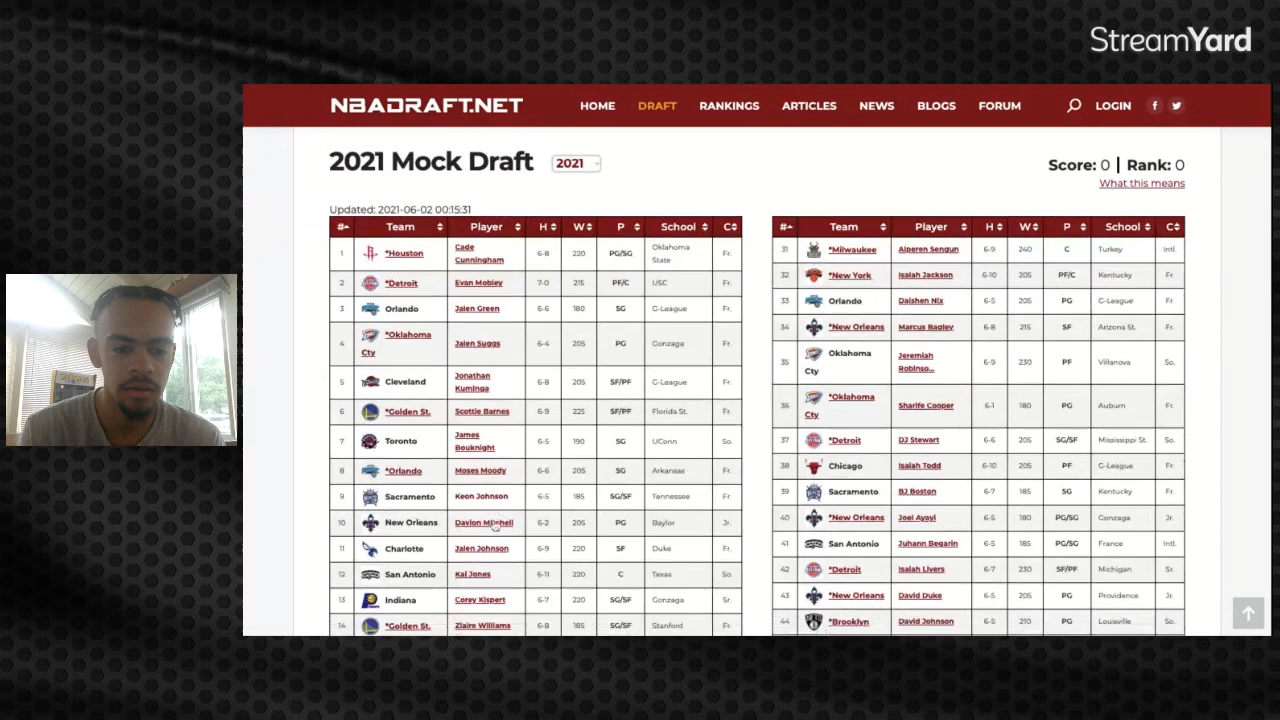 StreamYard
NBADRAFT.NET HOME DRAFT RANKINGS ARTICLES NEWS BLOGS FORUM LOGIN
2021 Mock Draft 2021
Score: 0 | Rank: 0
What this means
Updated: 2021-06-02 00:15:31
# Team Player H W P School C
1 *Houston Cade Cunningham 6-8 220 PG/SG Oklahoma State Fr.
2 *Detroit Evan Mobley 7-0 215 PF/C USC Fr.
3 Orlando Jalen Green 6-6 180 SG G-League Fr.
4 *Oklahoma Cty Jalen Suggs 6-4 205 PG Gonzaga Fr.
5 Cleveland Jonathan Kuminga 6-8 205 SF/PF G-League Fr.
6 *Golden St. Scottie Barnes 6-9 225 SF/PF Florida St. Fr.
7 Toronto James Bouknight 6-5 190 SG UConn So.
8 *Orlando Moses Moody 6-6 205 SG Arkansas Fr.
9 Sacramento Keon Johnson 6-5 185 SG/SF Tennessee Fr.
10 New Orleans Davion Mitchell 6-2 205 PG Baylor Jr.
11 Charlotte Jalen Johnson 6-9 220 SF Duke Fr.
12 San Antonio Kai Jones 6-11 220 C Texas So.
13 Indiana Corey Kispert 6-7 220 SG/SF Gonzaga Sr.
14 *Golden St. Ziaire Williams 6-8 185 SG/SF Stanford Fr.
# Team Player H W P School C
31 *Milwaukee Alperen Sengun 6-9 240 C Turkey Intl.
32 *New York Isaiah Jackson 6-10 205 PF/C Kentucky Fr.
33 Orlando Daishen Nix 6-5 205 PG G-League Fr.
34 *New Orleans Marcus Bagley 6-8 215 SF Arizona St. Fr.
35 Oklahoma Cty Jeremiah Robinso... 6-9 230 PF Villanova So.
36 *Oklahoma Cty Sharife Cooper 6-1 180 PG Auburn Fr.
37 *Detroit DJ Stewart 6-6 205 SG/SF Mississippi St. So.
38 Chicago Isaiah Todd 6-10 205 PF G-League Fr.
39 Sacramento BJ Boston 6-7 185 SG Kentucky Fr.
40 *New Orleans Joel Ayayi 6-5 180 PG/SG Gonzaga Jr.
41 San Antonio Juhann Begarin 6-5 185 PG/SG France Intl.
42 *Detroit Isaiah Livers 6-7 230 SF/PF Michigan Sr.
43 *New Orleans David Duke 6-5 205 PG Providence Jr.
44 *Brooklyn David Johnson 6-5 210 PG Louisville So.